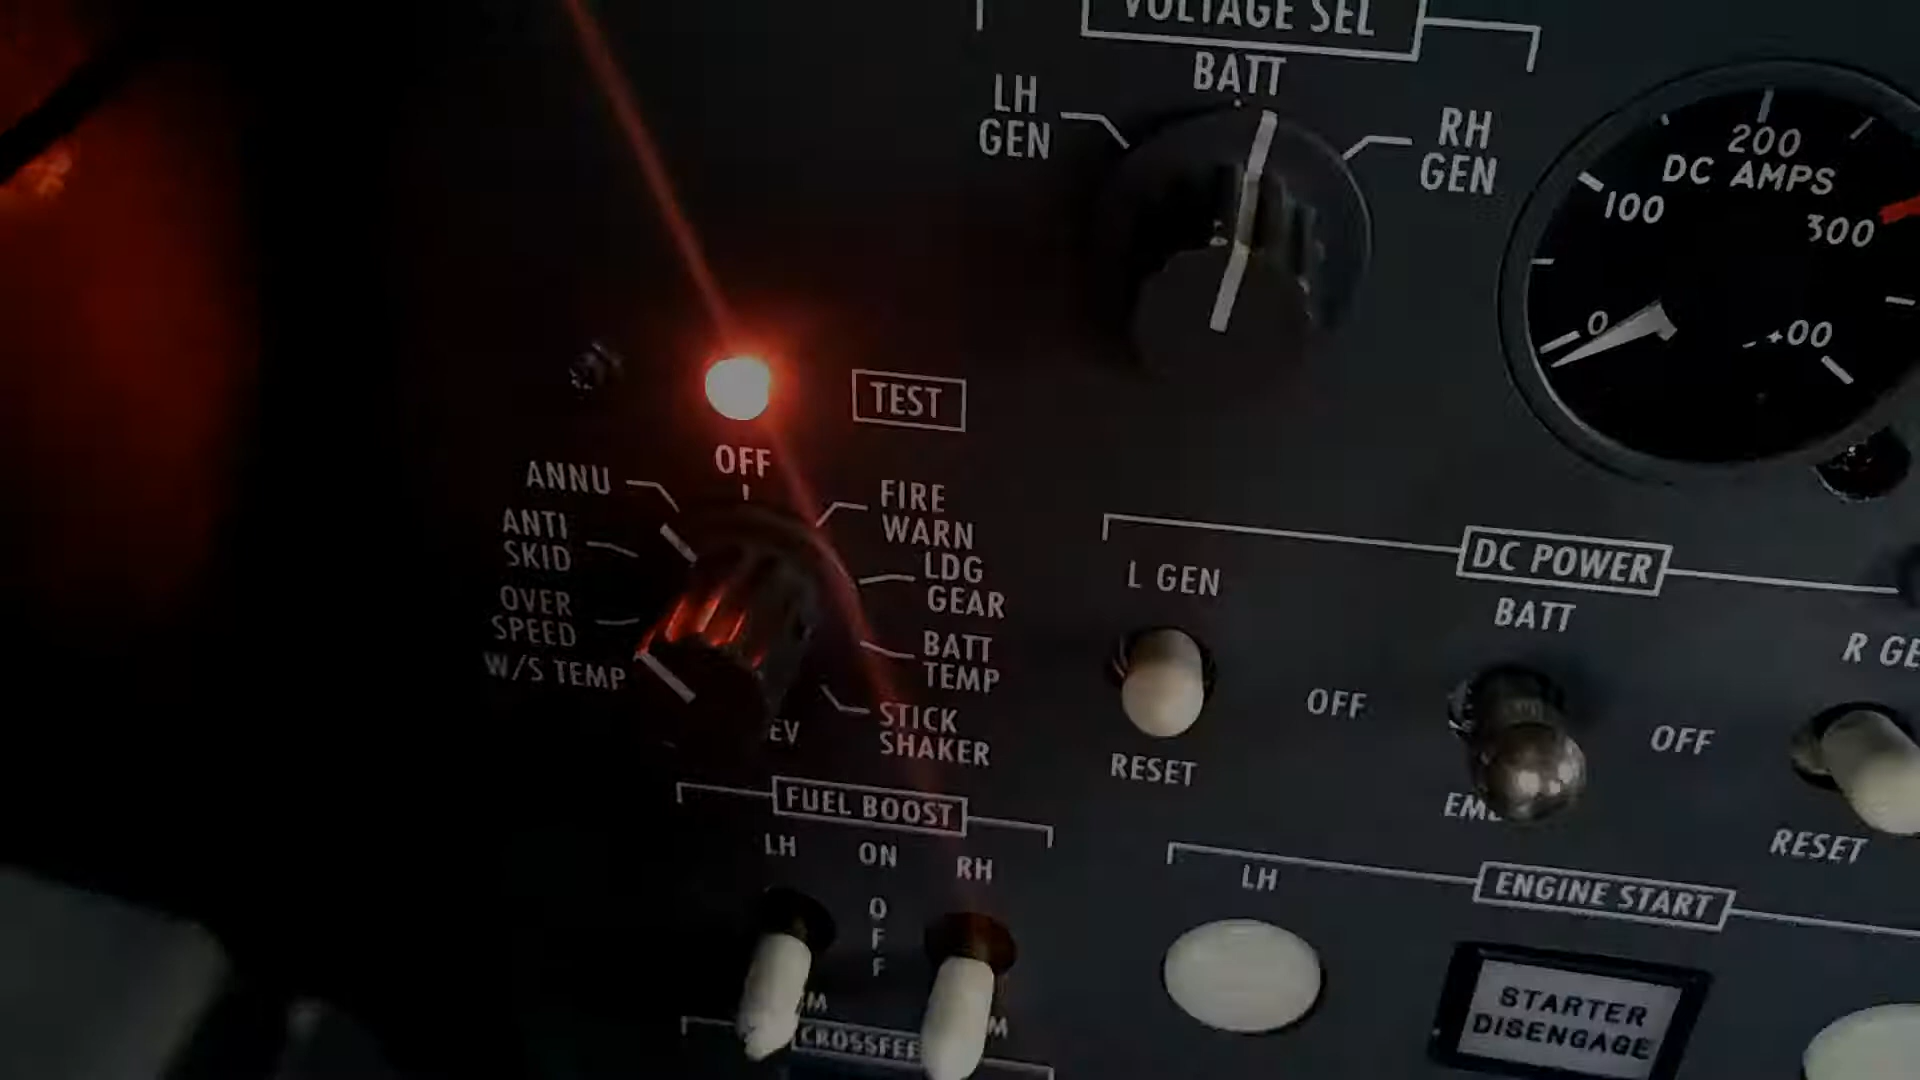 VOLTAGE SEL
BATT
LH
GEN
RH
GEN
200
DC AMPS
100
300
0
TEST
OFF
ANNU
FIRE
WARN
ANTI
SKID
LDG
GEAR
OVER
SPEED
BATT
TEMP
W/S TEMP
STICK
SHAKER
DC POWER
L GEN
BATT
OFF
OFF
RESET
RESET
FUEL BOOST
LH
ON
RH
OFF
ENGINE START
LH
STARTER
DISENGAGE